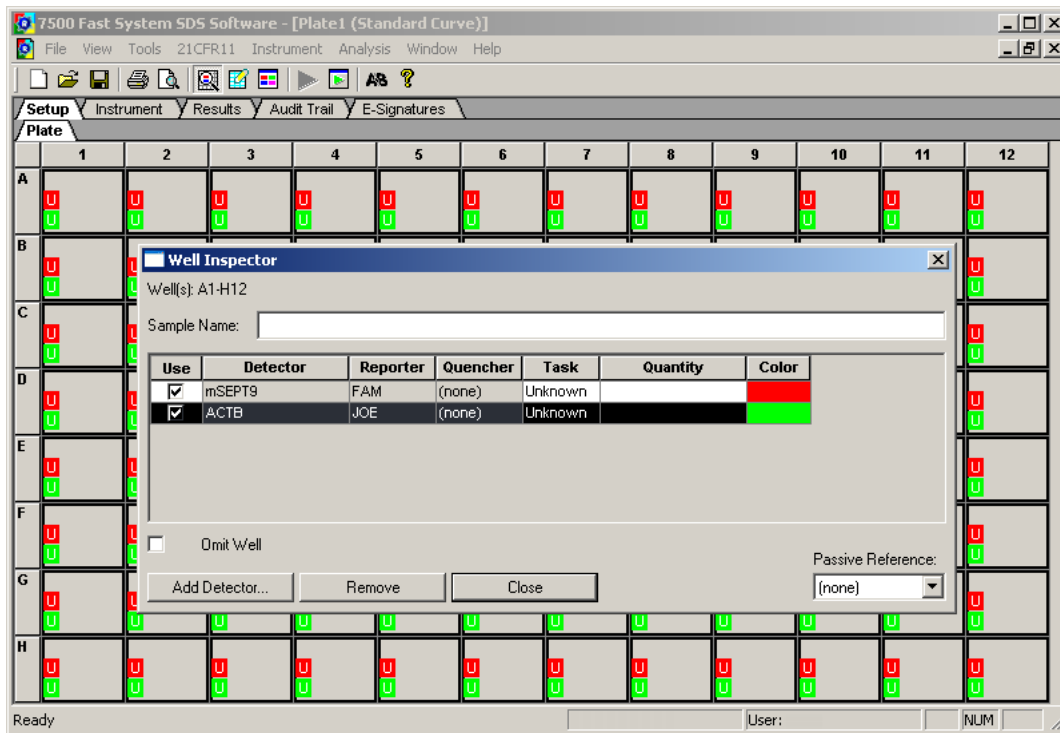 7500 Fast System SDS Software - [Plate1 (Standard Curve)]
File View Tools 21CFR11 Instrument Analysis Window Help
Setup Instrument Results Audit Trail E-Signatures
Plate
1 2 3 4 5 6 7 8 9 10 11 12
A
U U U U U U U U U U U U
U U U U U U U U U U U U
B
U U U
U U U
Well Inspector
Well(s): A1-H12
C
Sample Name:
U U U
U U U
Use Detector Reporter Quencher Task Quantity Color
D
mSEPT9 FAM (none) Unknown
U U U
ACTB JOE (none) Unknown
U U U
E
U U U
U U U
F
U U U
Omit Well
U U U
Passive Reference:
G
Add Detector... Remove Close (none)
U U U
U U U U U U U U U U U U
H
U U U U U U U U U U U U
U U U U U U U U U U U U
Ready User: NUM